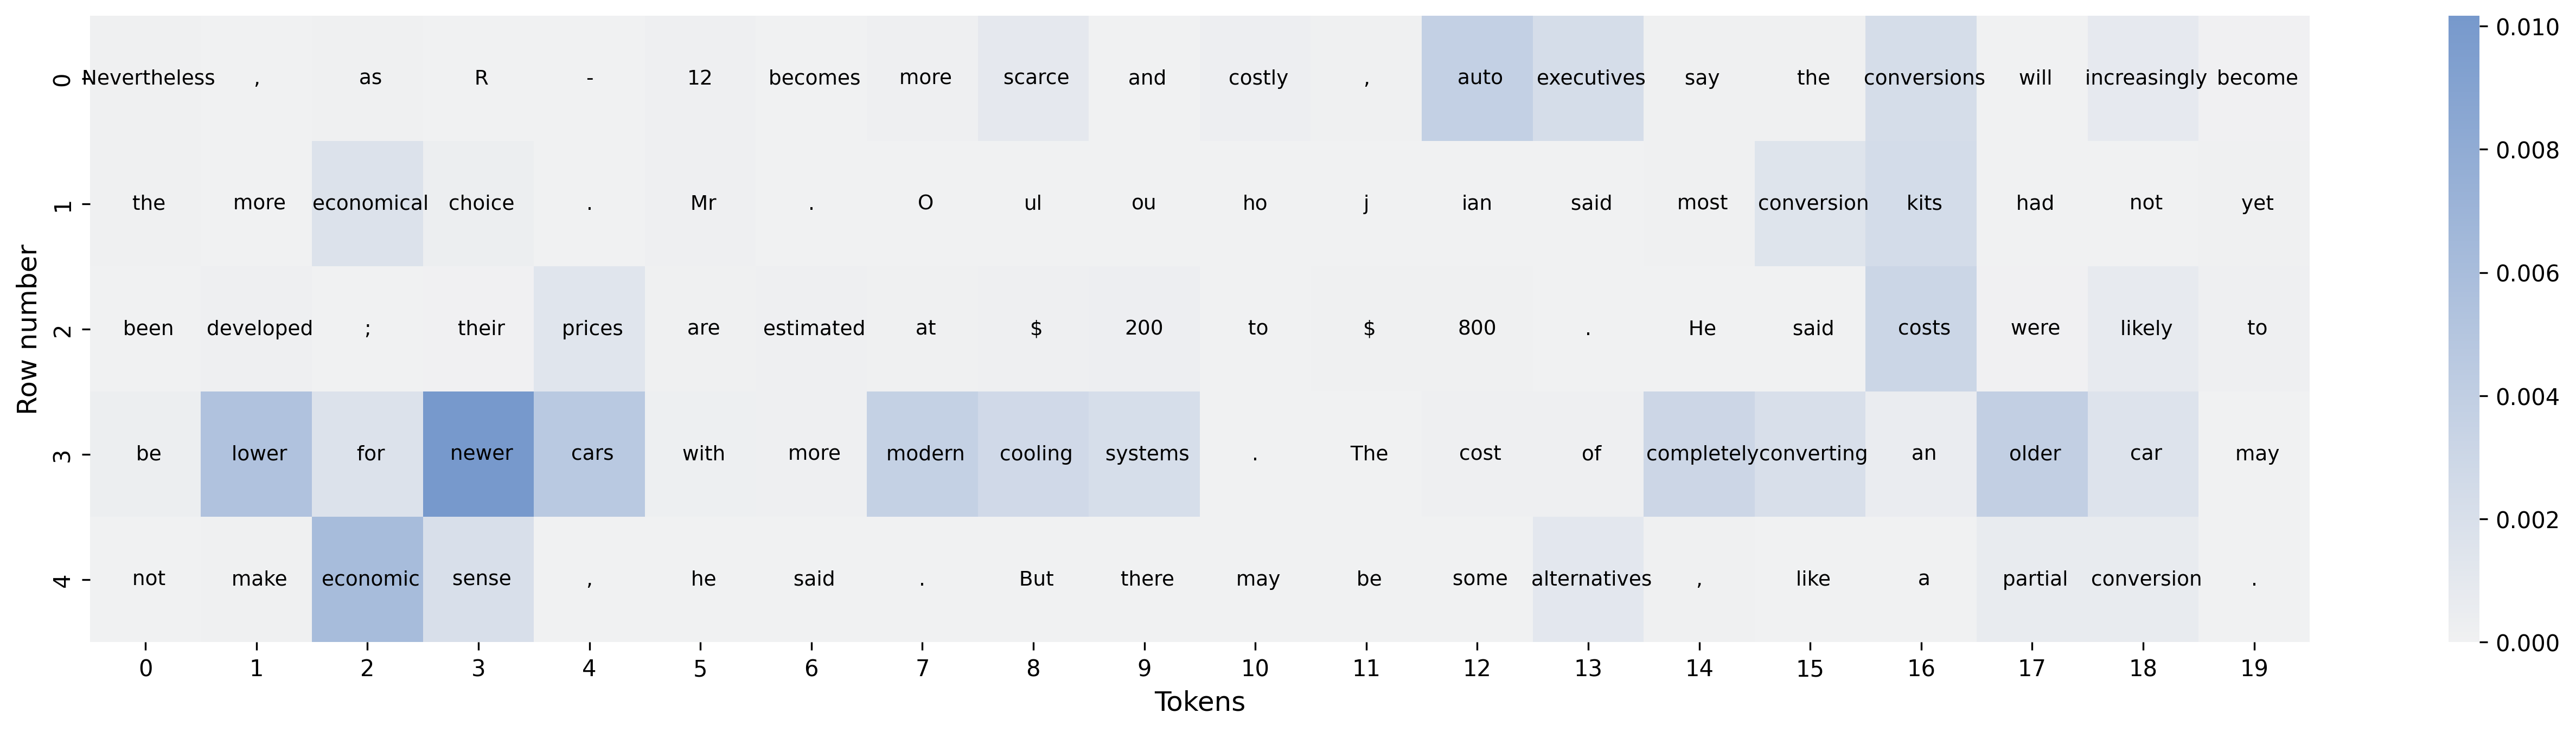 0 Nevertheless , as R - 12 becomes more scarce and costly , auto executives say the conversions will increasingly become
1 the more economical choice . Mr . O ul ou ho j ian said most conversion kits had not yet
2 been developed ; their prices are estimated at $ 200 to $ 800 . He said costs were likely to
3 be lower for newer cars with more modern cooling systems . The cost of completely converting an older car may
4 not make economic sense , he said . But there may be some alternatives , like a partial conversion .
Row number
0 1 2 3 4 5 6 7 8 9 10 11 12 13 14 15 16 17 18 19
Tokens
0.010
0.008
0.006
0.004
0.002
0.000